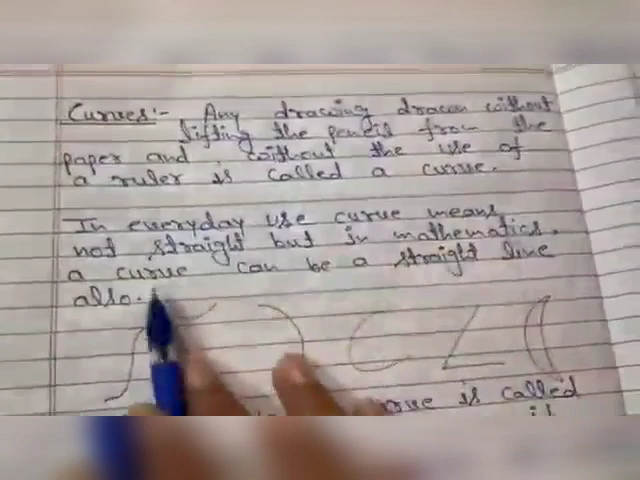 Curves:- Any drawing drawn without
lifting the pencil from the
paper and without the use of
a ruler is called a curve.
In everyday use curve means
not straight but in mathematics.
a curve can be a straight line
also.
is called